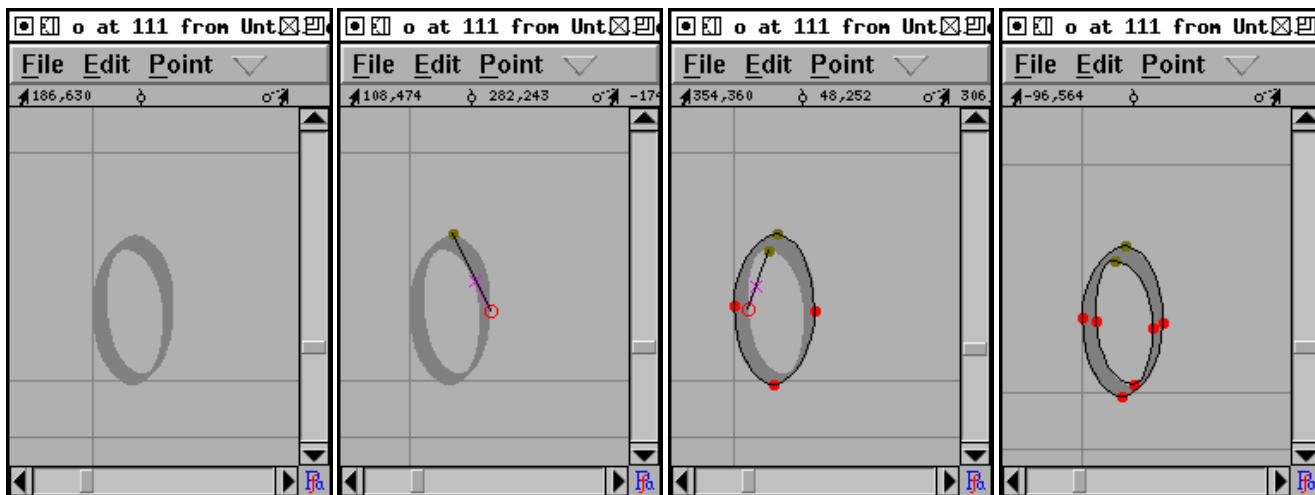 o at 111 from Unt
File Edit Point
186,630
o at 111 from Unt
File Edit Point
108,474 282,243 -174
o at 111 from Unt
File Edit Point
354,360 48,252 306,
o at 111 from Unt
File Edit Point
-96,564